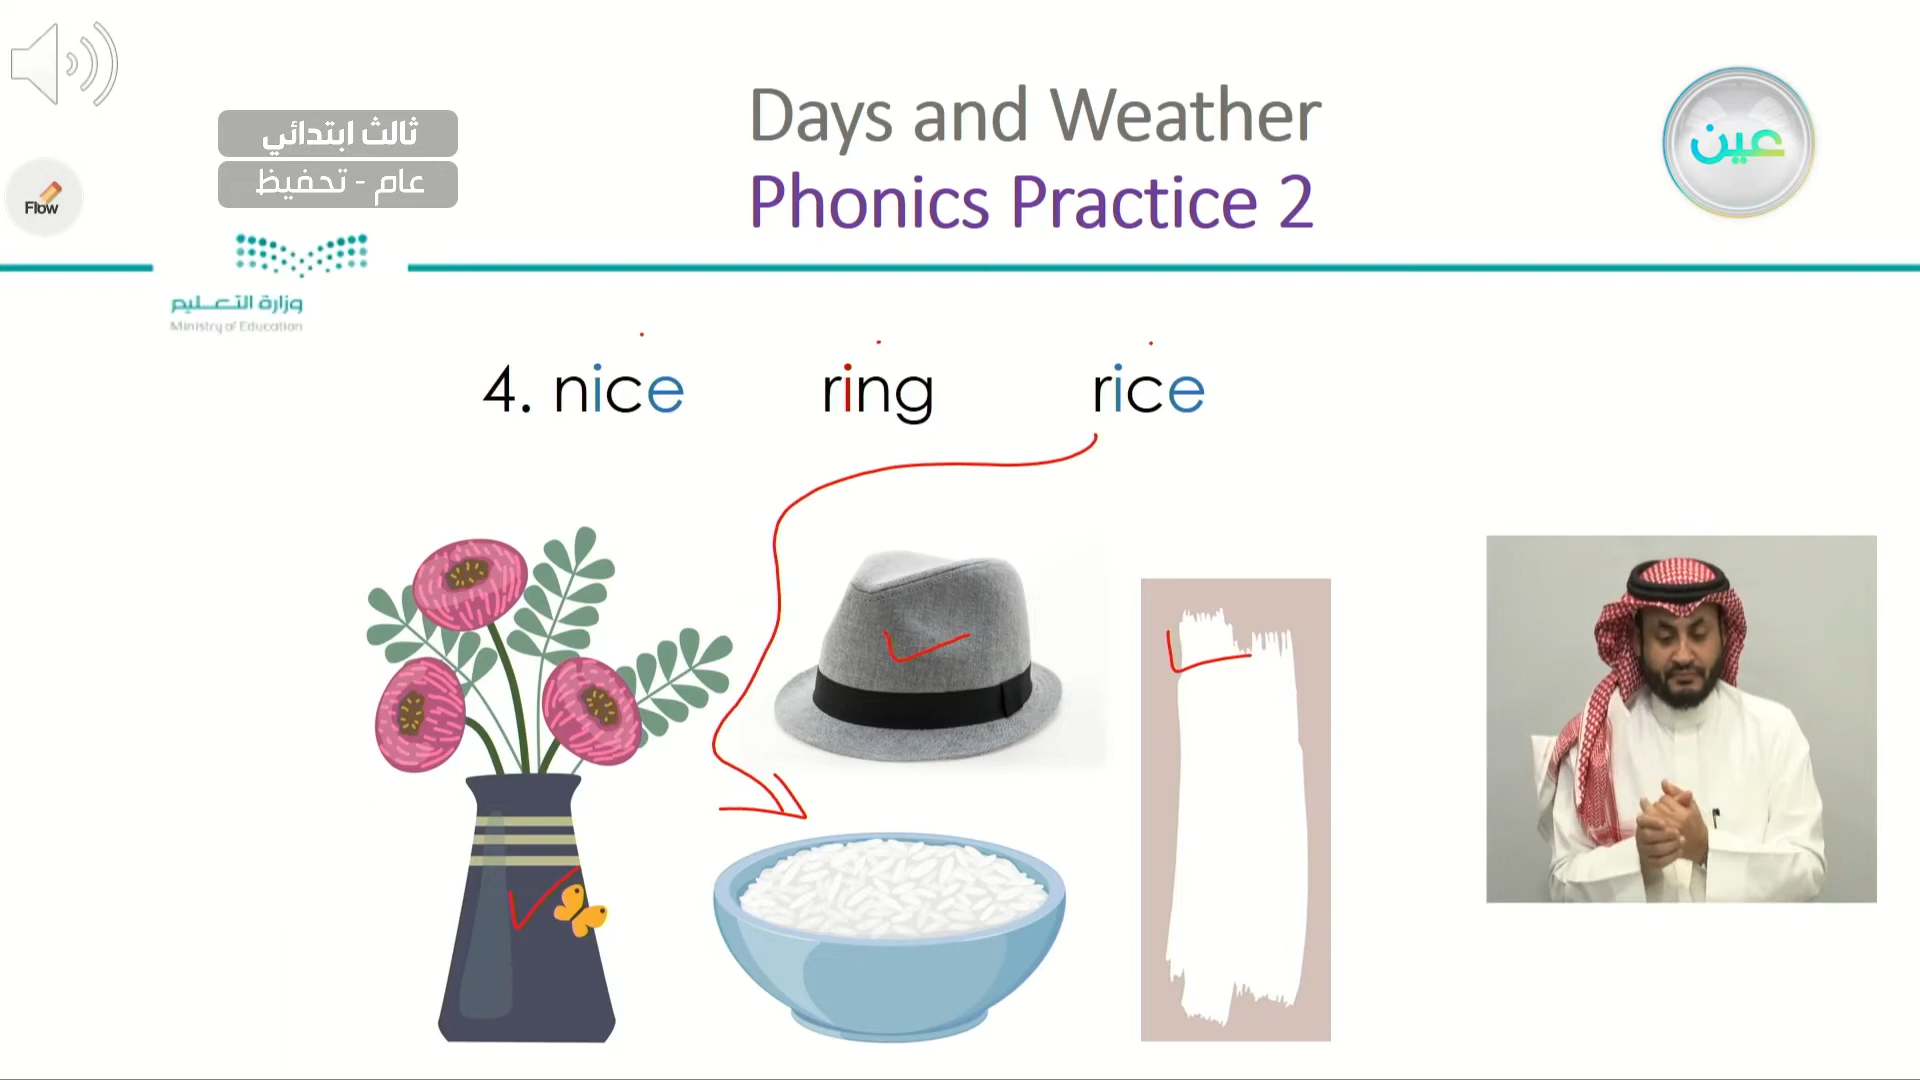 Days and Weather
Phonics Practice 2
عين
ثالث ابتدائي
عام - تحفيظ
Flow
وزارة التعليم
Ministry of Education
4. nice ring rice